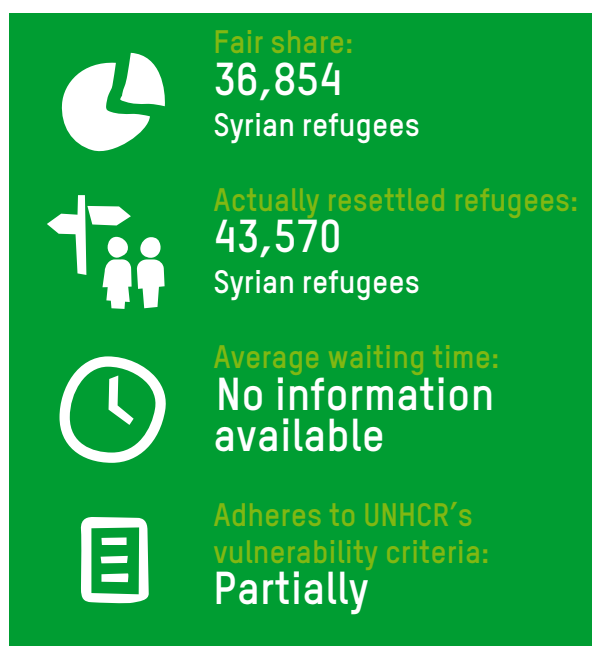 Fair share:
36,854
Syrian refugees
Actually resettled refugees:
43,570
Syrian refugees
Average waiting time:
No information
available
Adheres to UNHCR’s
vulnerability criteria:
Partially